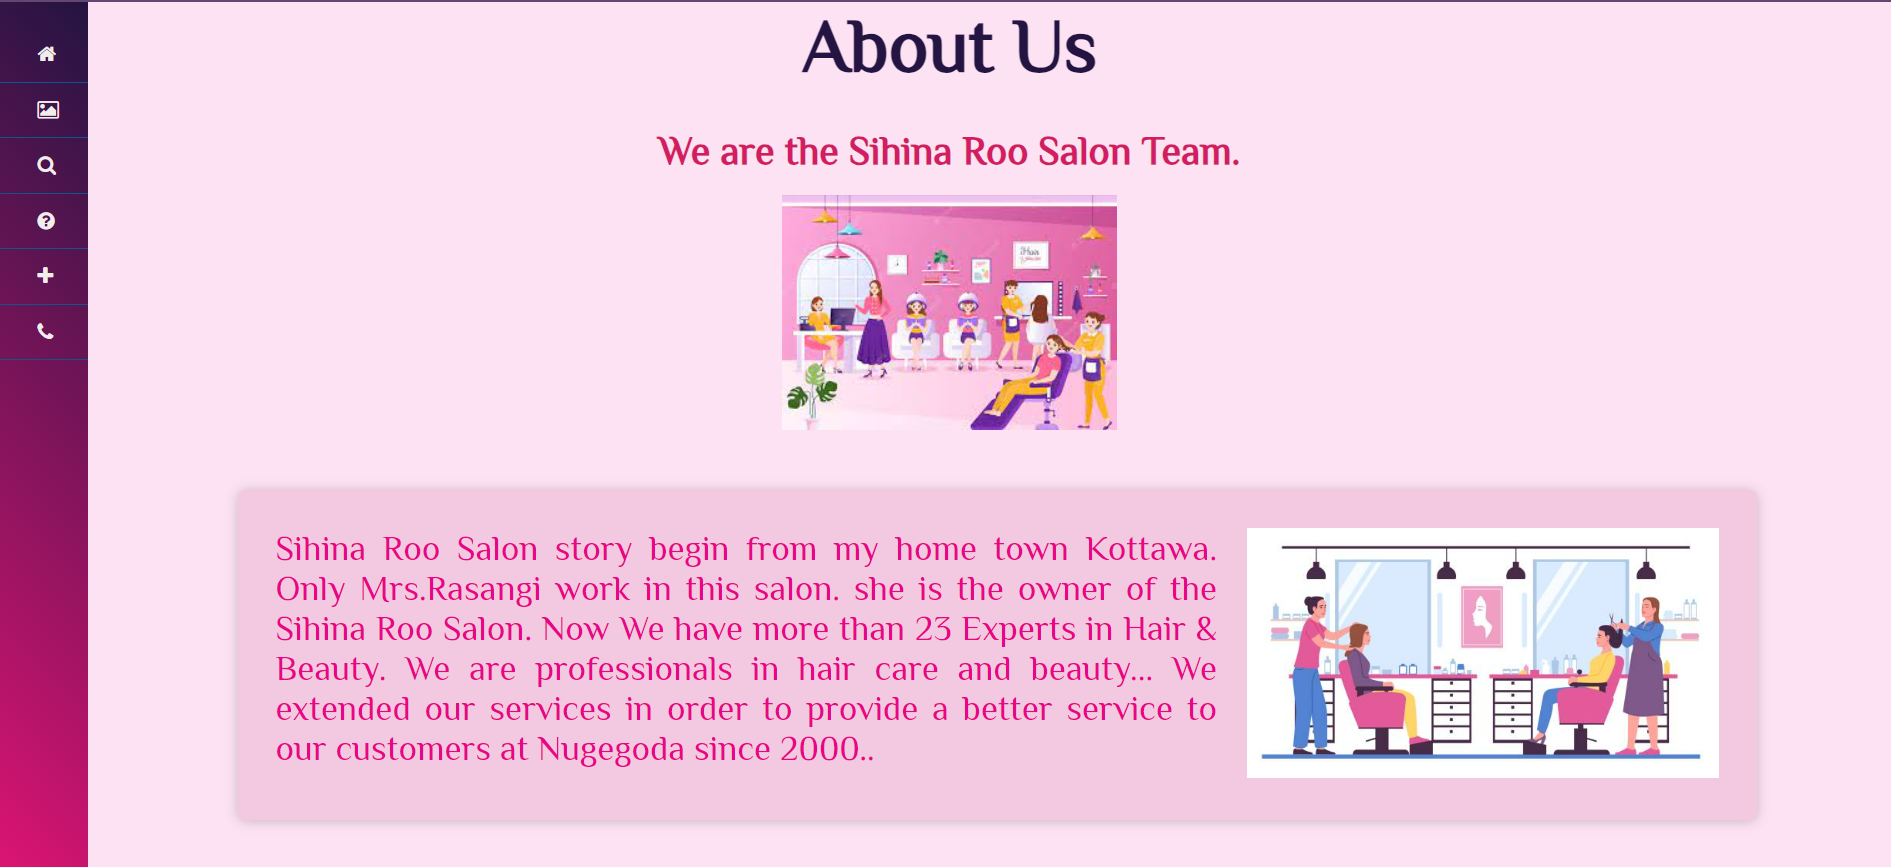 About Us
We are the Sihina Roo Salon Team.
Hair
Sihina Roo Salon story begin from my home town Kottawa.
Only Mrs.Rasangi work in this salon. she is the owner of the
Sihina Roo Salon. Now We have more than 23 Experts in Hair &
Beauty. We are professionals in hair care and beauty... We
extended our services in order to provide a better service to
our customers at Nugegoda since 2000..